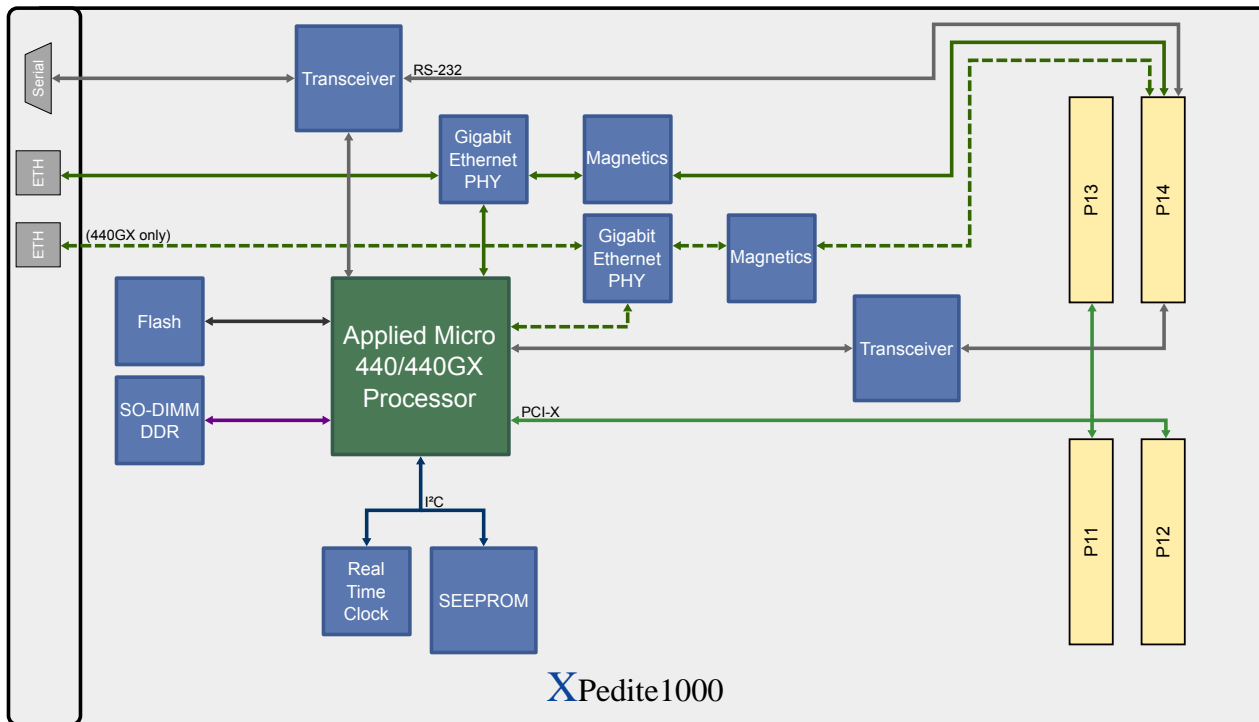 Serial
Transceiver
RS-232
Gigabit
Ethernet
PHY
Magnetics
ETH
P13
P14
ETH
(440GX only)
Gigabit
Ethernet
PHY
Magnetics
Flash
Applied Micro
440/440GX
Processor
Transceiver
SO-DIMM
DDR
PCI-X
I²C
P11
P12
Real
Time
Clock
SEEPROM
XPedite1000